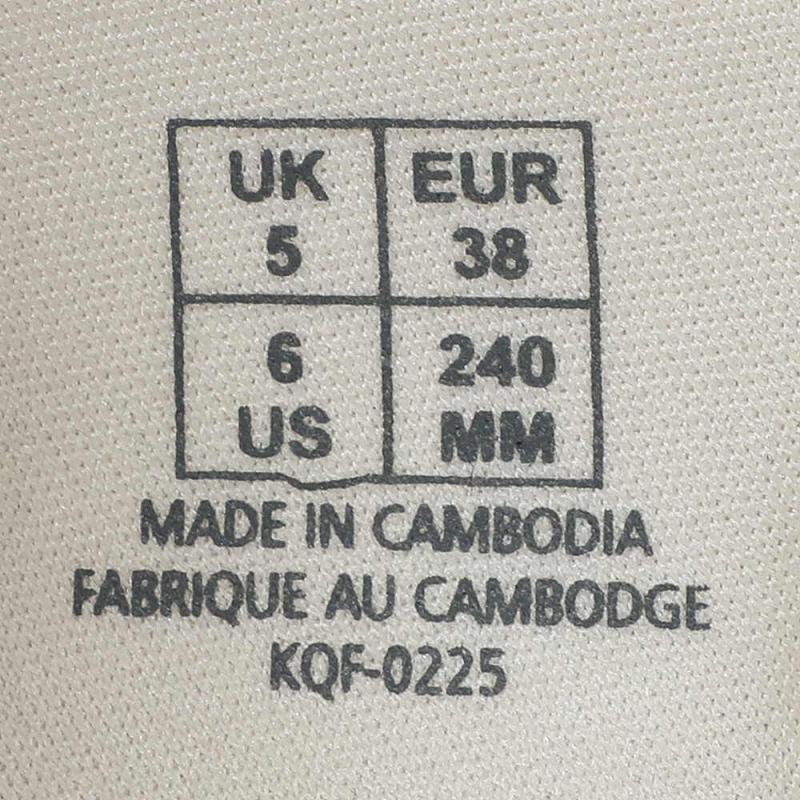 UK
5
EUR
38
6
US
240
MM
MADE IN CAMBODIA
FABRIQUE AU CAMBODGE
KQF-0225